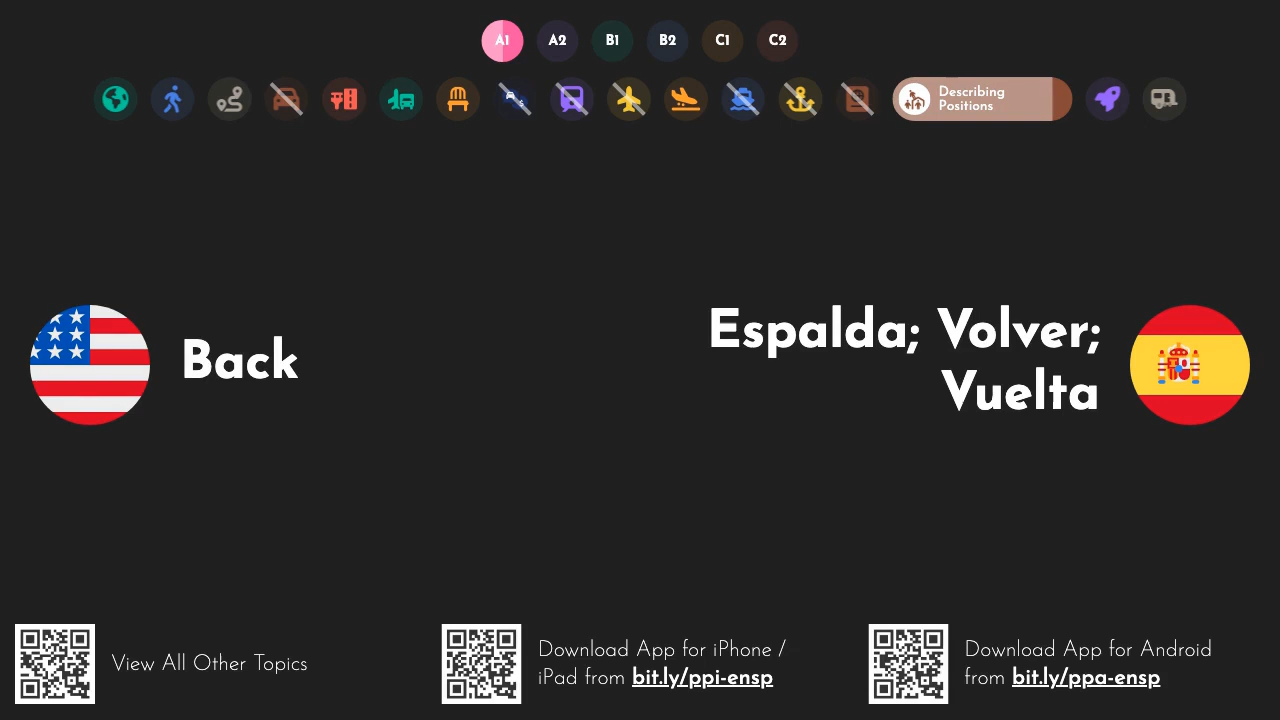 A1 A2 B1 B2 C1 C2
Describing
Positions
Back
Espalda; Volver;
Vuelta
View All Other Topics
Download App for iPhone /
iPad from bit.ly/ppi-ensp
Download App for Android
from bit.ly/ppa-ensp